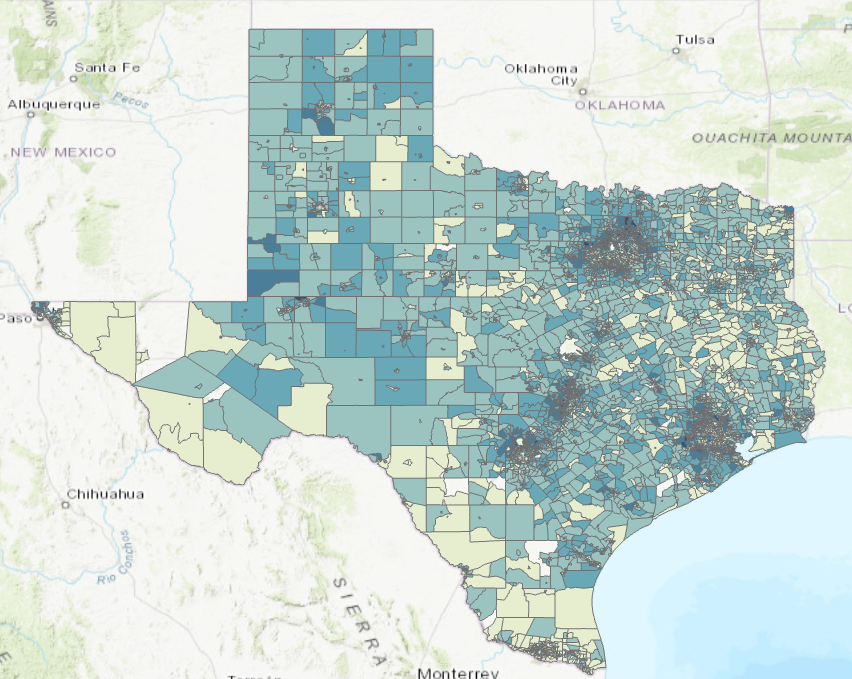 Tulsa
Santa Fe
Oklahoma
City
Albuquerque
Pecos
OKLAHOMA
OUACHITA MOUNTA
NEW MEXICO
Paso
Chihuahua
Rio Conchos
SIERRA
Monterrey